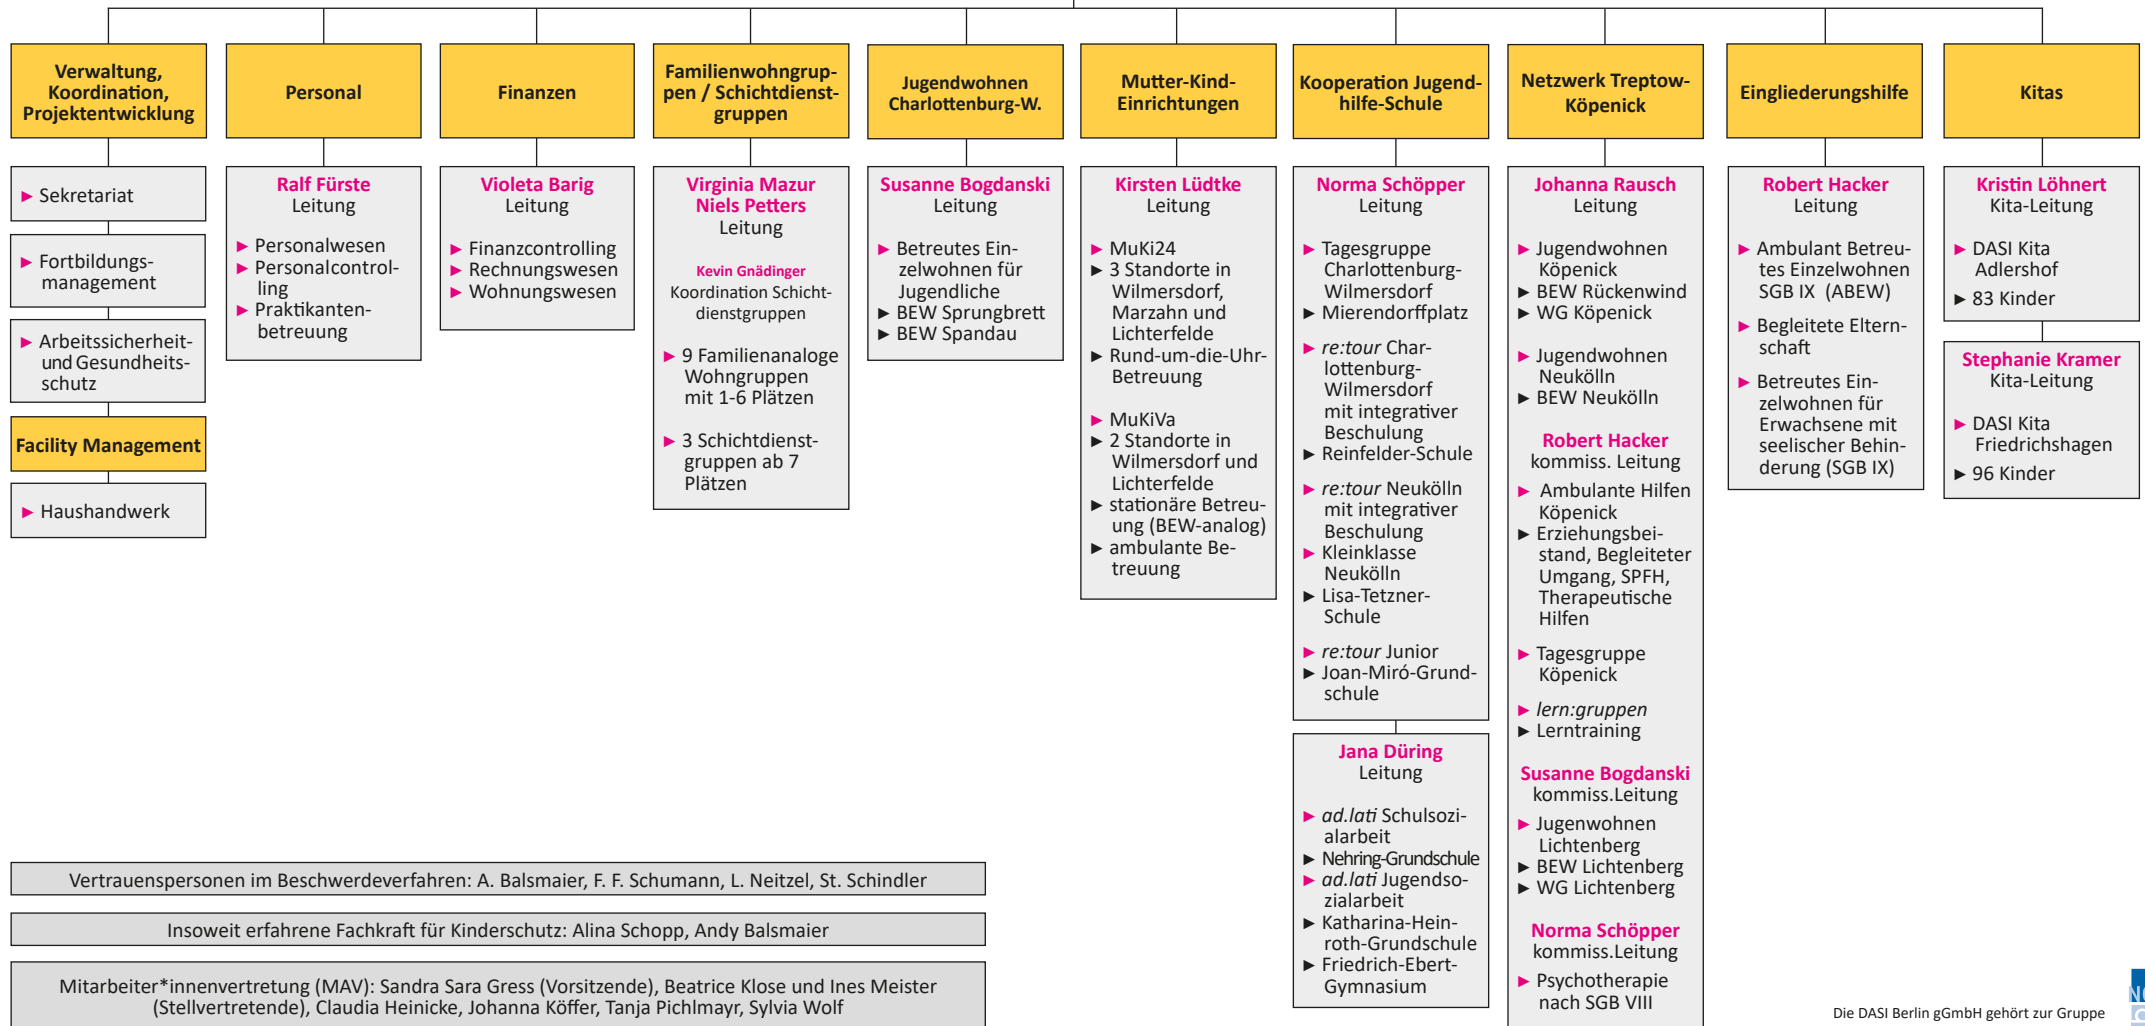 Verwaltung,
Koordination,
Projektentwicklung
► Sekretariat
► Fortbildungs-
management
► Arbeitssicherheit-
und Gesundheits-
schutz
Facility Management
► Haushandwerk
Personal
Ralf Fürste
Leitung
► Personalwesen
► Personalcontrol-
ling
► Praktikanten-
betreuung
Finanzen
Violeta Barig
Leitung
► Finanzcontrolling
► Rechnungswesen
► Wohnungswesen
Familienwohngrup-
pen / Schichtdienst-
gruppen
Virginia Mazur
Niels Petters
Leitung
Kevin Gnädinger
Koordination Schicht-
dienstgruppen
► 9 Familienanaloge
Wohngruppen
mit 1-6 Plätzen
► 3 Schichtdienst-
gruppen ab 7
Plätzen
Jugendwohnen
Charlottenburg-W.
Susanne Bogdanski
Leitung
► Betreutes Ein-
zelwohnen für
Jugendliche
► BEW Sprungbrett
► BEW Spandau
Mutter-Kind-
Einrichtungen
Kirsten Lüdtke
Leitung
► MuKi24
► 3 Standorte in
Wilmersdorf,
Marzahn und
Lichterfelde
► Rund-um-die-Uhr-
Betreuung
► MuKiVa
► 2 Standorte in
Wilmersdorf und
Lichterfelde
► stationäre Betreu-
ung (BEW-analog)
► ambulante Be-
treuung
Kooperation Jugend-
hilfe-Schule
Norma Schöpper
Leitung
► Tagesgruppe
Charlottenburg-
Wilmersdorf
► Mierendorffplatz
► re:tour Char-
lottenburg-
Wilmersdorf
mit integrativer
Beschulung
► Reinfelder-Schule
► re:tour Neukölln
mit integrativer
Beschulung
► Kleinklasse
Neukölln
► Lisa-Tetzner-
Schule
► re:tour Junior
► Joan-Miró-Grund-
schule
Jana Düring
Leitung
► ad.lati Schulsozi-
alarbeit
► Nehring-Grundschule
► ad.lati Jugendso-
zialarbeit
► Katharina-Hein-
roth-Grundschule
► Friedrich-Ebert-
Gymnasium
Netzwerk Treptow-
Köpenick
Johanna Rausch
Leitung
► Jugendwohnen
Köpenick
► BEW Rückenwind
► WG Köpenick
► Jugendwohnen
Neukölln
► BEW Neukölln
Robert Hacker
kommiss. Leitung
► Ambulante Hilfen
Köpenick
► Erziehungsbei-
stand, Begleiteter
Umgang, SPFH,
Therapeutische
Hilfen
► Tagesgruppe
Köpenick
► lern:gruppen
► Lerntraining
Susanne Bogdanski
kommiss.Leitung
► Jugenwohnen
Lichtenberg
► BEW Lichtenberg
► WG Lichtenberg
Norma Schöpper
kommiss.Leitung
► Psychotherapie
nach SGB VIII
Eingliederungshilfe
Robert Hacker
Leitung
► Ambulant Betreu-
tes Einzelwohnen
SGB IX (ABEW)
► Begleitete Eltern-
schaft
► Betreutes Ein-
zelwohnen für
Erwachsene mit
seelischer Behin-
derung (SGB IX)
Kitas
Kristin Löhnert
Kita-Leitung
► DASI Kita
Adlershof
► 83 Kinder
Stephanie Kramer
Kita-Leitung
► DASI Kita
Friedrichshagen
► 96 Kinder
Vertrauenspersonen im Beschwerdeverfahren: A. Balsmaier, F. F. Schumann, L. Neitzel, St. Schindler
Insoweit erfahrene Fachkraft für Kinderschutz: Alina Schopp, Andy Balsmaier
Mitarbeiter*innenvertretung (MAV): Sandra Sara Gress (Vorsitzende), Beatrice Klose und Ines Meister
(Stellvertretende), Claudia Heinicke, Johanna Köffer, Tanja Pichlmayr, Sylvia Wolf
Die DASI Berlin gGmbH gehört zur Gruppe